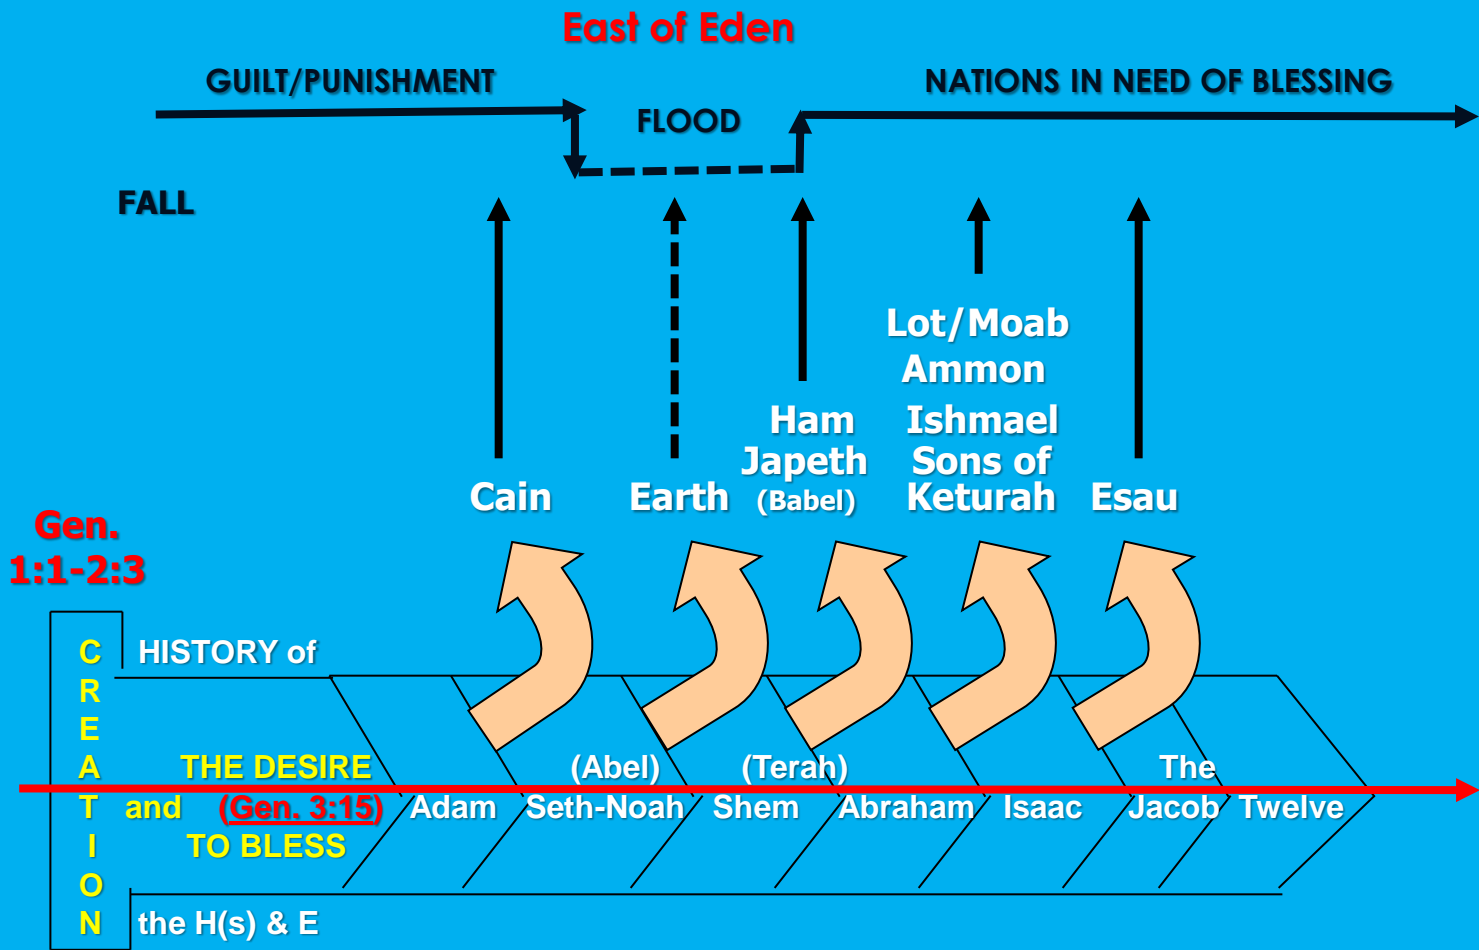 East of Eden
GUILT/PUNISHMENT
NATIONS IN NEED OF BLESSING
FLOOD
FALL
Lot/Moab
Ammon
Ham
Japeth
(Babel)
Ishmael
Sons of
Keturah
Cain
Earth
Esau
Gen.
1:1-2:3
CREATION
HISTORY of
THE DESIRE
and (Gen. 3:15)
TO BLESS
(Abel)
(Terah)
The
Adam Seth-Noah Shem Abraham Isaac Jacob Twelve
the H(s) & E